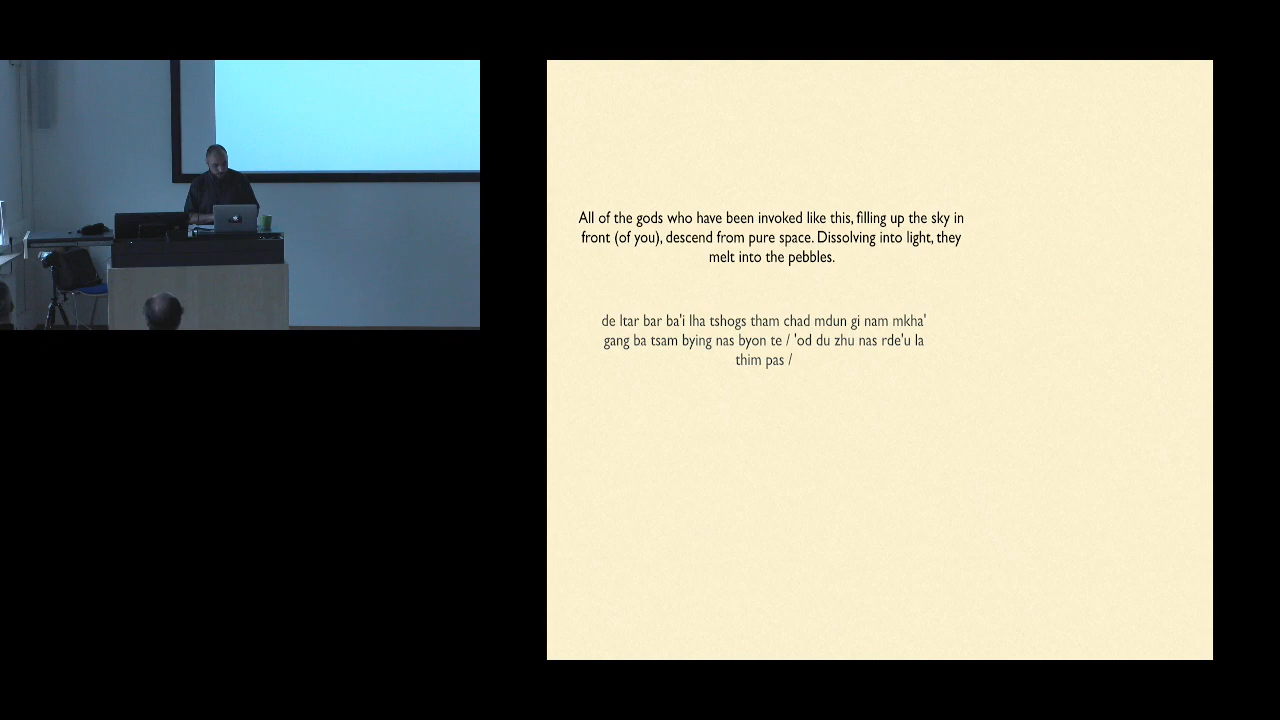 All of the gods who have been invoked like this, filling up the sky in
front (of you), descend from pure space. Dissolving into light, they
melt into the pebbles.
de ltar bar ba'i lha tshogs tham chad mdun gi nam mkha'
gang ba tsam bying nas byon te / 'od du zhu nas rde'u la
thim pas /